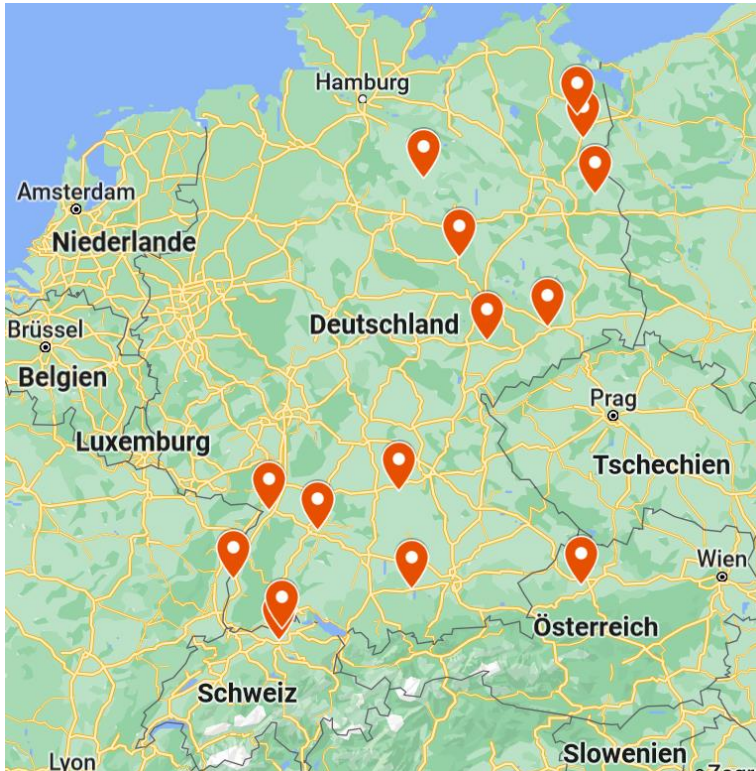 Hamburg
Amsterdam
Niederlande
Deutschland
Brüssel
Belgien
Prag
Luxemburg
Tschechien
Wien
Österreich
Schweiz
Slowenien
Lyon